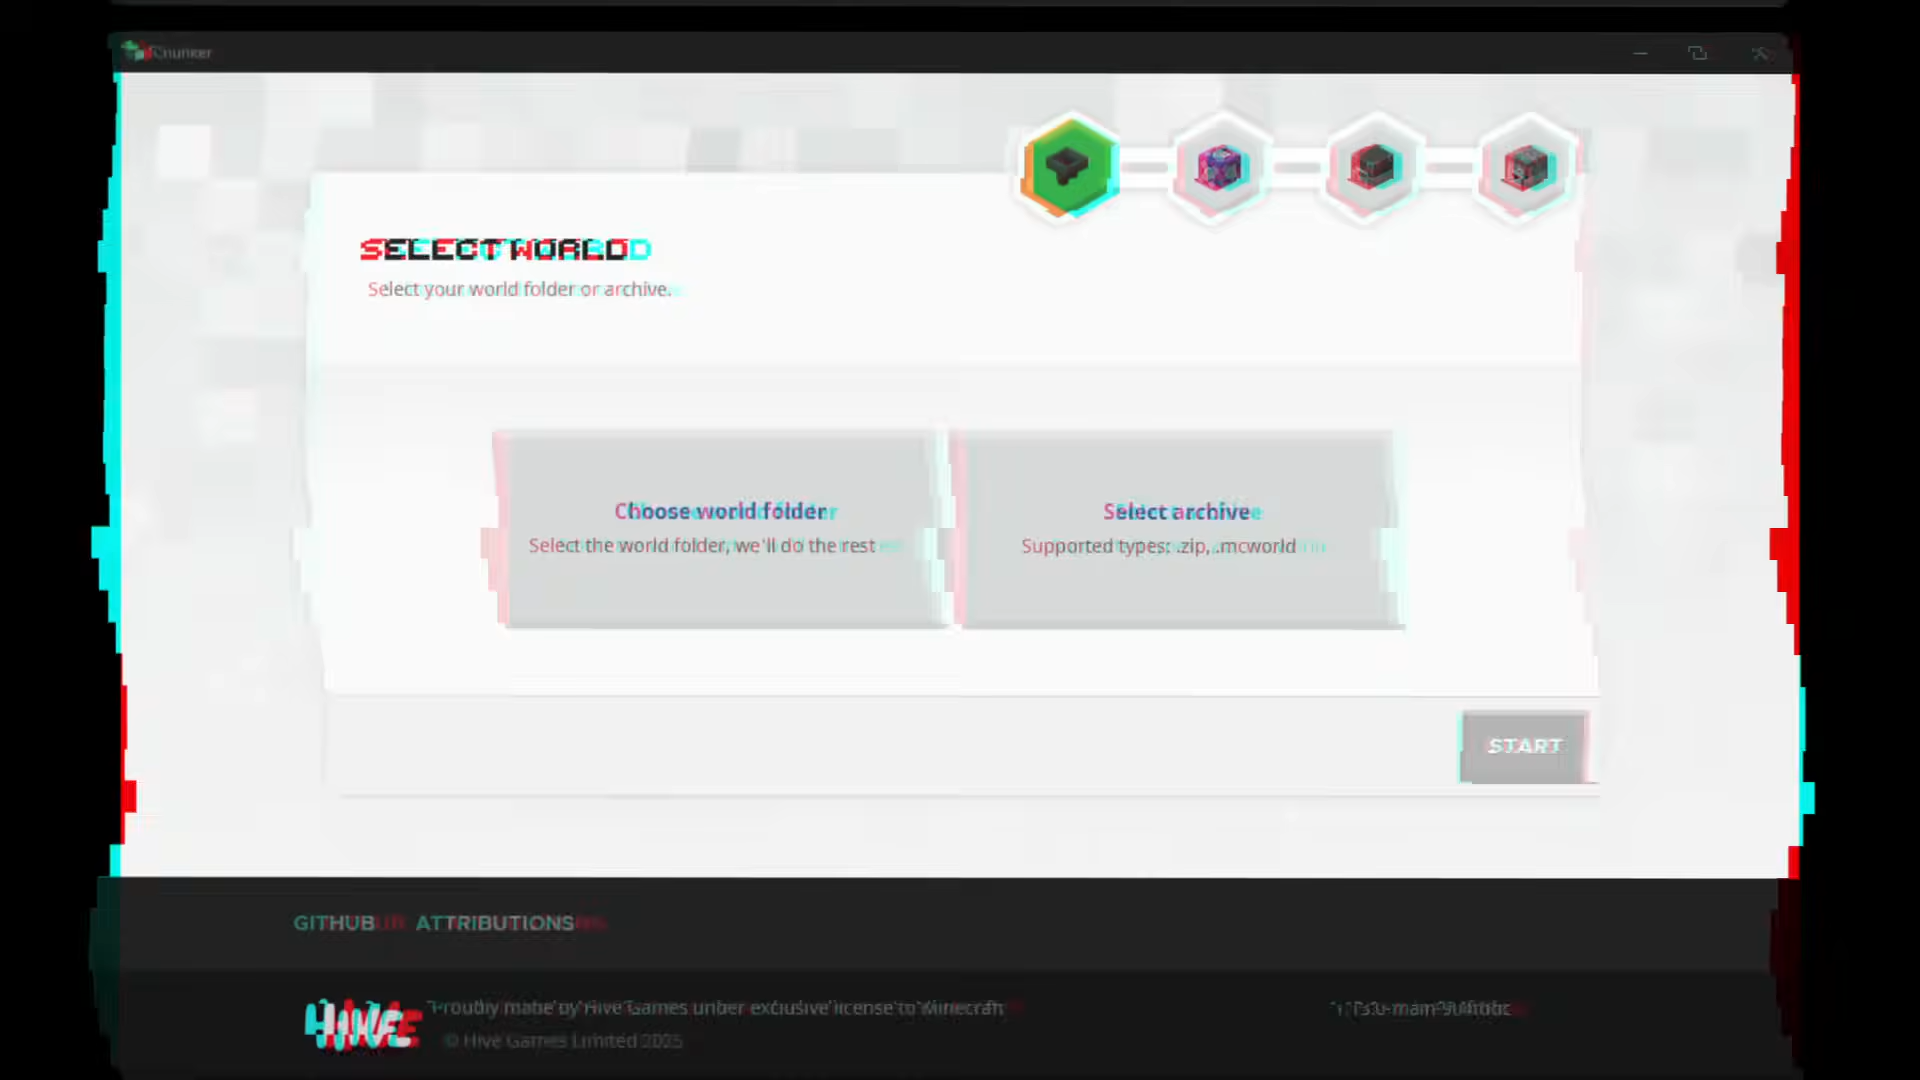 Chunker
SELECT WORLD
Select your world folder or archive.
Choose world folder
Select the world folder, we'll do the rest
Select archive
Supported types: .zip, .mcworld
START
GITHUB ATTRIBUTIONS
HIVE
Proudly made by Hive Games under exclusive license to Minecraft
© Hive Games Limited 2025